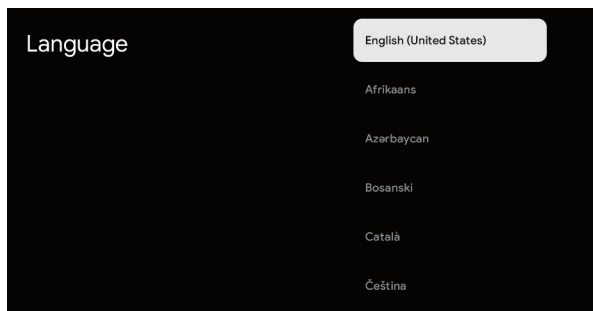 Language
English (United States)
Afrikaans
Azərbaycan
Bosanski
Català
Čeština